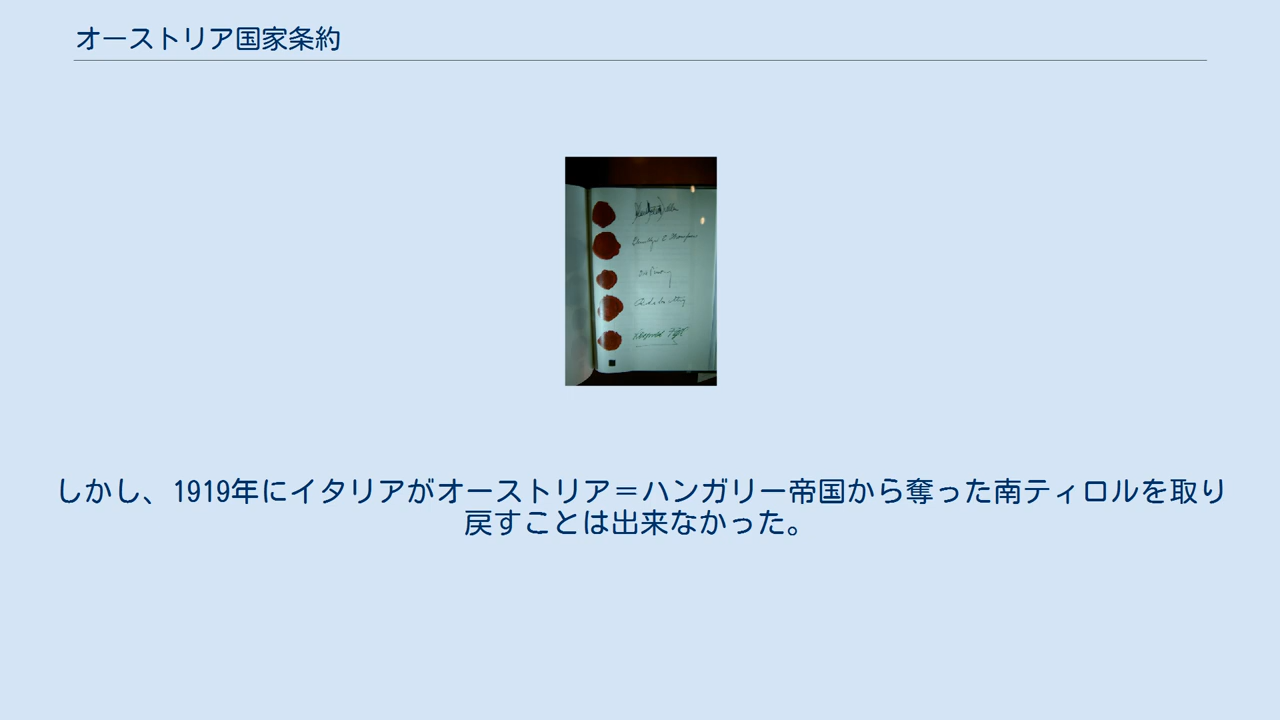 オーストリア国家条約
しかし、1919年にイタリアがオーストリア＝ハンガリー帝国から奪った南ティロルを取り
戻すことは出来なかった。